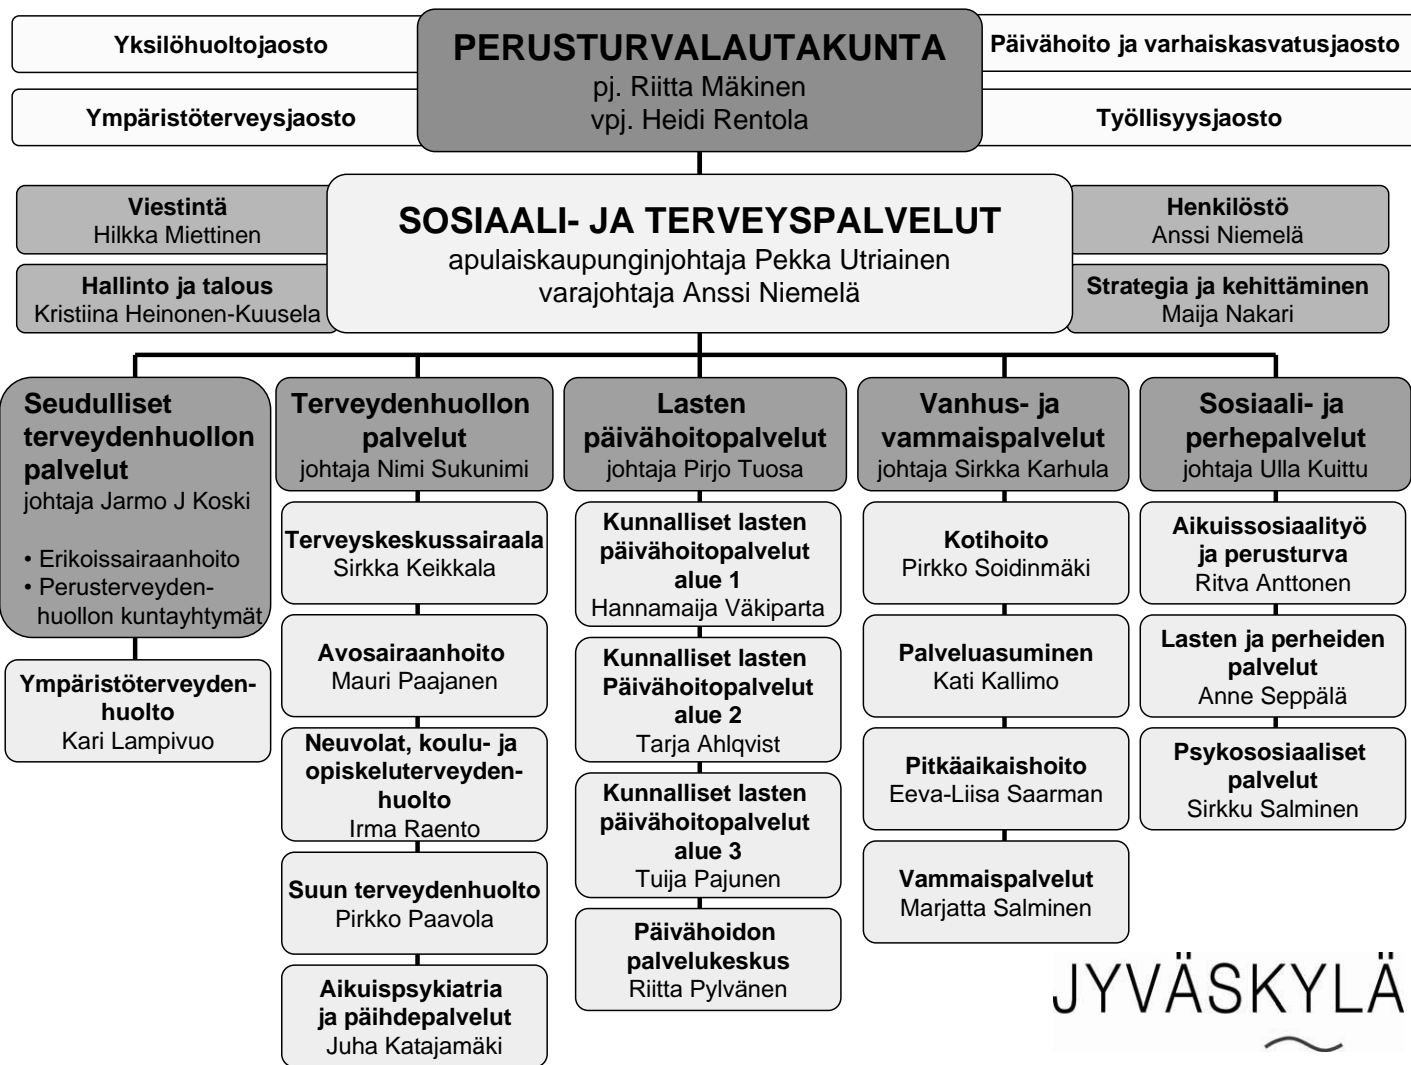 Yksilöhuoltojaosto
Ympäristöterveysjaosto
PERUSTURVALAUTAKUNTA
pj. Riitta Mäkinen
vpj. Heidi Rentola
Päivähoito ja varhaiskasvatusjaosto
Työllisyysjaosto
Viestintä
Hilkka Miettinen
Hallinto ja talous
Kristiina Heinonen-Kuusela
SOSIAALI- JA TERVEYSPALVELUT
apulaiskaupunginjohtaja Pekka Utriainen
varajohtaja Anssi Niemelä
Henkilöstö
Anssi Niemelä
Strategia ja kehittäminen
Maija Nakari
Seudulliset
terveydenhuollon
palvelut
johtaja Jarmo J Koski
• Erikoissairaanhoito
• Perusterveyden-
huollon kuntayhtymät
Ympäristöterveyden-
huolto
Kari Lampivuo
Terveydenhuollon
palvelut
johtaja Nimi Sukunimi
Terveyskeskussairaala
Sirkka Keikkala
Avosairaanhoito
Mauri Paajanen
Neuvolat, koulu- ja
opiskeluterveyden-
huolto
Irma Raento
Suun terveydenhuolto
Pirkko Paavola
Aikuispsykiatria
ja päihdepalvelut
Juha Katajamäki
Lasten
päivähoitopalvelut
johtaja Pirjo Tuosa
Kunnalliset lasten
päivähoitopalvelut
alue 1
Hannamaija Väkiparta
Kunnalliset lasten
Päivähoitopalvelut
alue 2
Tarja Ahlqvist
Kunnalliset lasten
päivähoitopalvelut
alue 3
Tuija Pajunen
Päivähoidon
palvelukeskus
Riitta Pylvänen
Vanhus- ja
vammaispalvelut
johtaja Sirkka Karhula
Kotihoito
Pirkko Soidinmäki
Palveluasuminen
Kati Kallimo
Pitkäaikaishoito
Eeva-Liisa Saarman
Vammaispalvelut
Marjatta Salminen
Sosiaali- ja
perhepalvelut
johtaja Ulla Kuittu
Aikuissosiaalityö
ja perusturva
Ritva Anttonen
Lasten ja perheiden
palvelut
Anne Seppälä
Psykososiaaliset
palvelut
Sirkku Salminen
JYVÄSKYLÄ